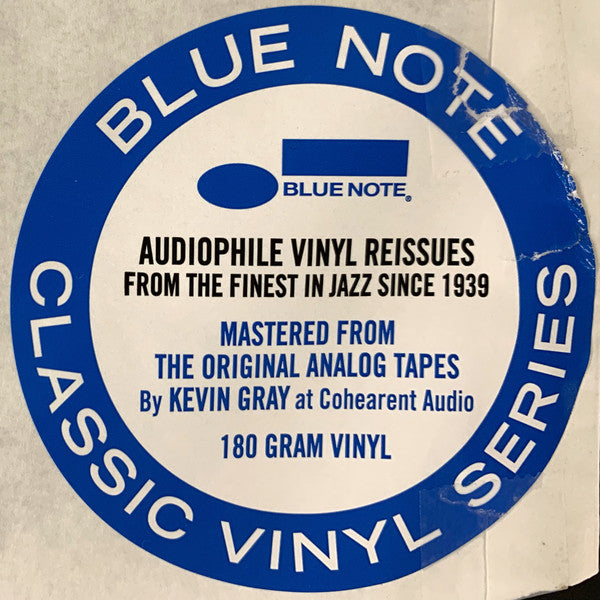 BLUE NOTE
BLUE NOTE®
AUDIOPHILE VINYL REISSUES
FROM THE FINEST IN JAZZ SINCE 1939
MASTERED FROM
THE ORIGINAL ANALOG TAPES
By KEVIN GRAY at Cohearent Audio
180 GRAM VINYL
CLASSIC VINYL SERIES